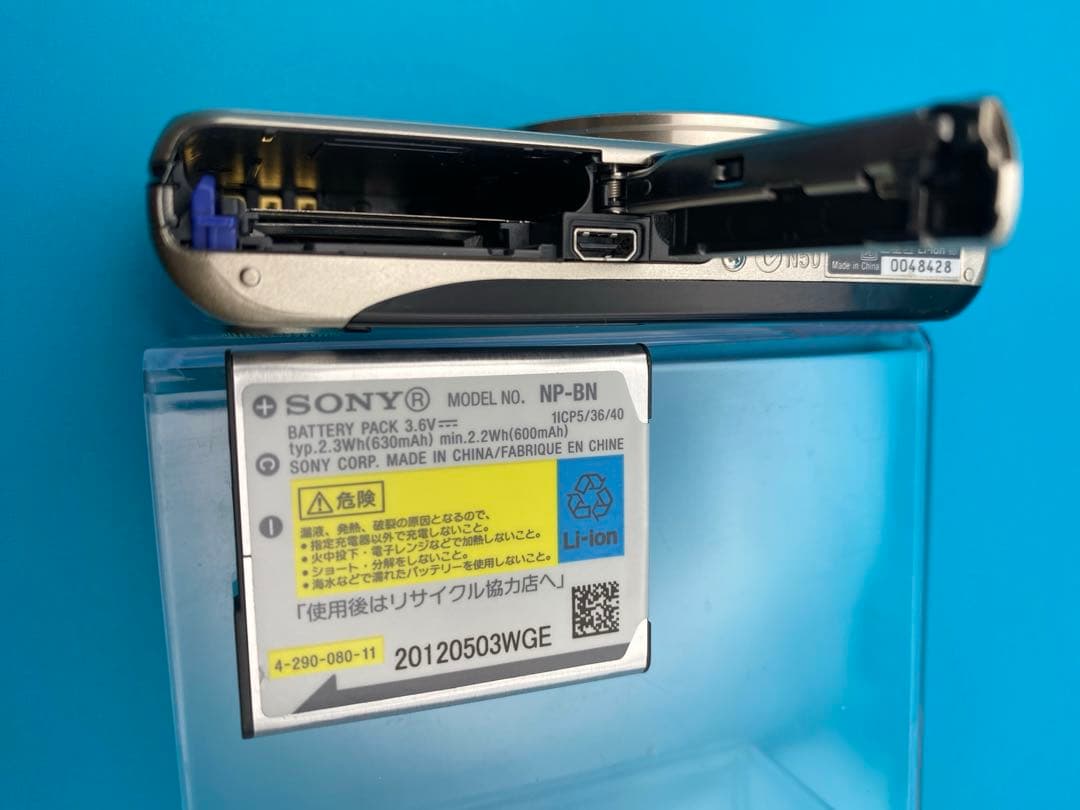 N50
Li-ion
Made in China 0048428
SONY® MODEL NO. NP-BN
BATTERY PACK 3.6V 1ICP5/36/40
typ.2.3Wh(630mAh) min.2.2Wh(600mAh)
SONY CORP. MADE IN CHINA/FABRIQUE EN CHINE
⚠危険
漏液、発熱、破裂の原因となるので、
•指定充電器以外で充電しないこと。
•火中投下・電子レンジなどで加熱しないこと。
•ショート・分解をしないこと。
•海水などで濡れたバッテリーを使用しないこと。
Li-ion
「使用後はリサイクル協力店へ」
4-290-080-11 20120503WGE